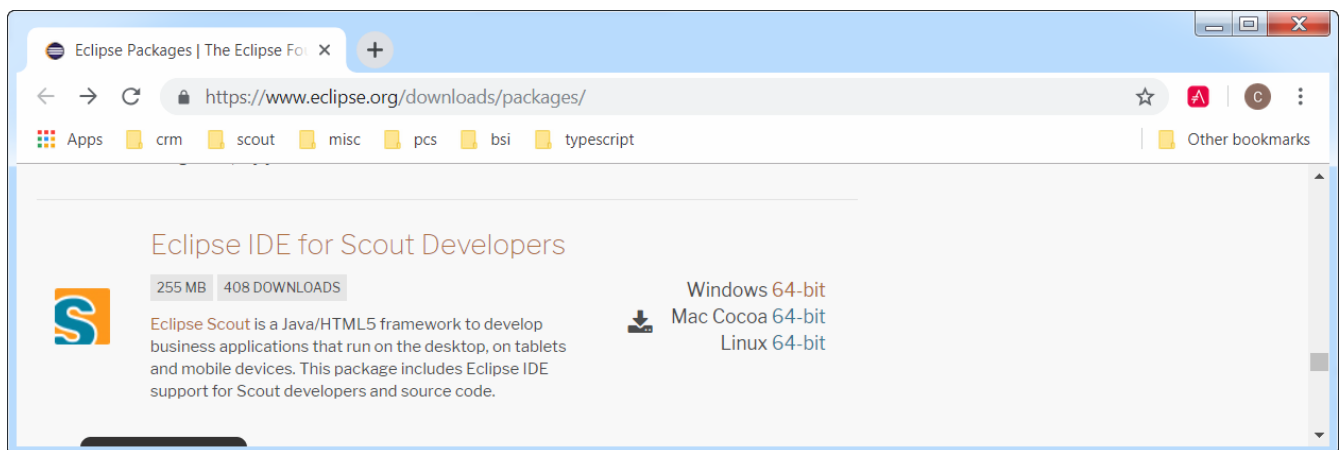 Eclipse Packages | The Eclipse Fo
https://www.eclipse.org/downloads/packages/
C
Apps crm scout misc pcs bsi typescript Other bookmarks
Eclipse IDE for Scout Developers
255 MB 408 DOWNLOADS
Eclipse Scout is a Java/HTML5 framework to develop
business applications that run on the desktop, on tablets
and mobile devices. This package includes Eclipse IDE
support for Scout developers and source code.
Windows 64-bit
Mac Cocoa 64-bit
Linux 64-bit